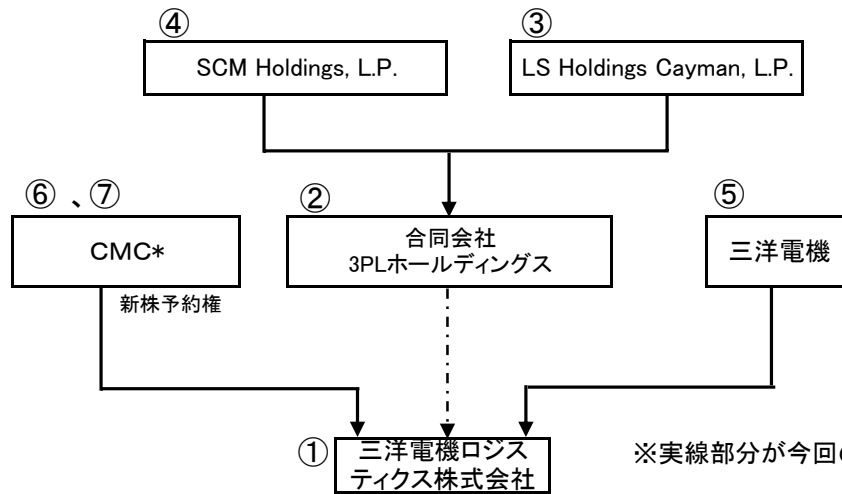 ④
SCM Holdings, L.P.
③
LS Holdings Cayman, L.P.
⑥、⑦
CMC*
新株予約権
②
合同会社
3PLホールディングス
⑤
三洋電機
①
三洋電機ロジス
ティクス株式会社
※実線部分が今回